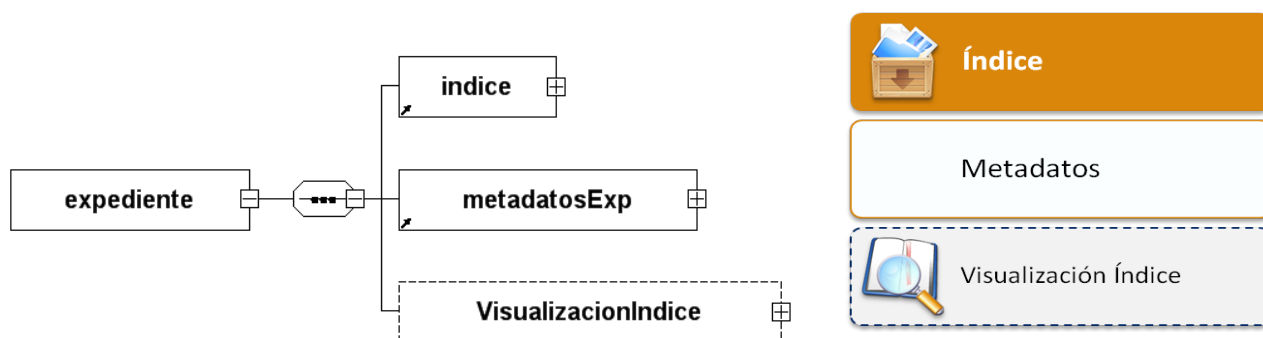 indice
expediente
metadatosExp
VisualizacionIndice
Índice
Metadatos
Visualización Índice